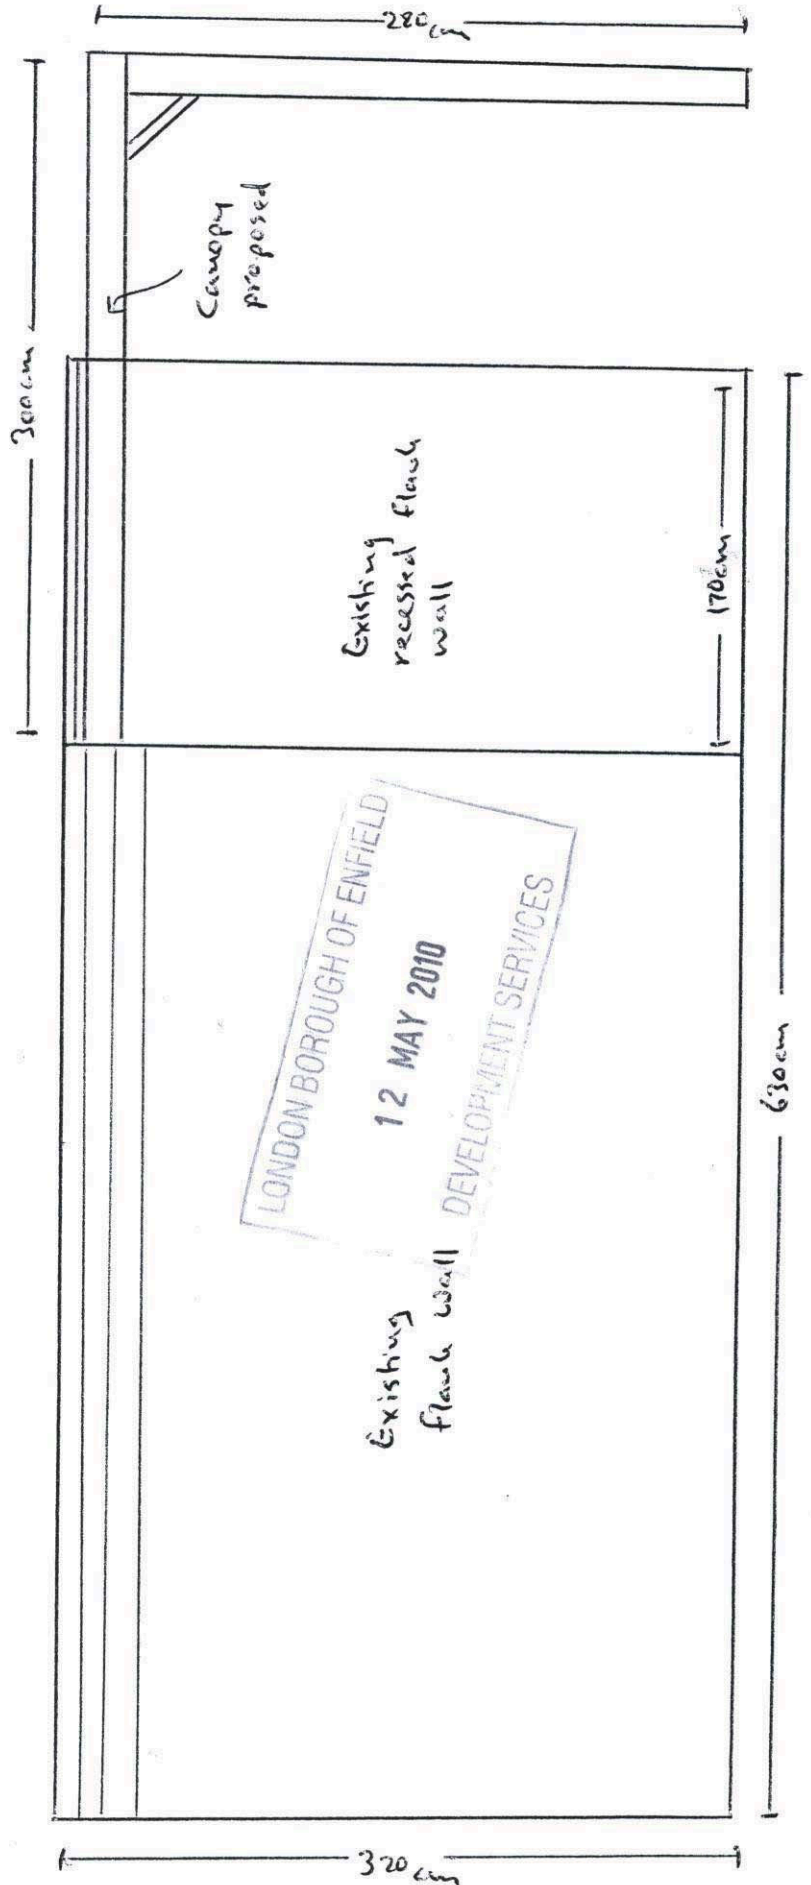 280cm
300cm
Canopy
proposed
Existing
recessed flank
wall
170cm
LONDON BOROUGH OF ENFIELD
12 MAY 2010
DEVELOPMENT SERVICES
Existing
flank wall
630cm
320cm